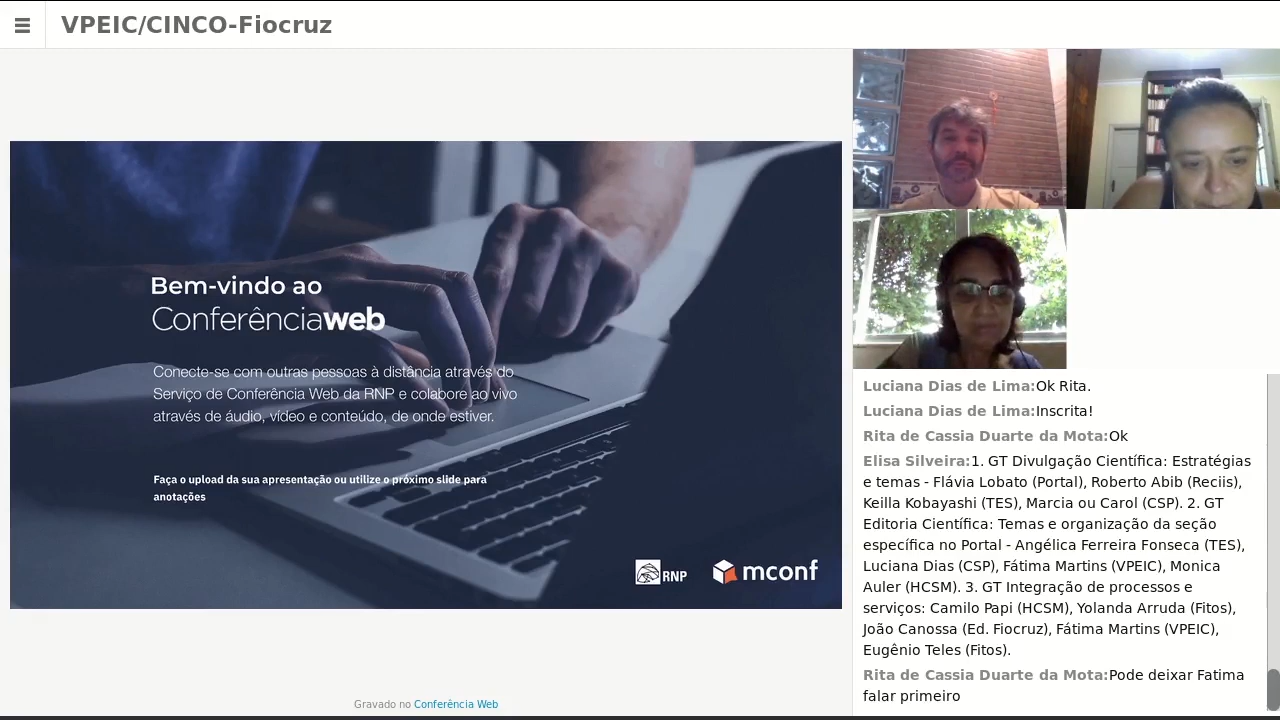 VPEIC/CINCO-Fiocruz
Bem-vindo ao
Conferênciaweb
Conecte-se com outras pessoas à distância através do
Serviço de Conferência Web da RNP e colabore ao vivo
através de áudio, vídeo e conteúdo, de onde estiver.
Faça o upload da sua apresentação ou utilize o próximo slide para
anotações
RNP
mconf
Gravado no Conferência Web
Luciana Dias de Lima:Ok Rita.
Luciana Dias de Lima:Inscrita!
Rita de Cassia Duarte da Mota:Ok
Elisa Silveira:1. GT Divulgação Científica: Estratégias
e temas - Flávia Lobato (Portal), Roberto Abib (Reciis),
Keilla Kobayashi (TES), Marcia ou Carol (CSP). 2. GT
Editoria Científica: Temas e organização da seção
específica no Portal - Angélica Ferreira Fonseca (TES),
Luciana Dias (CSP), Fátima Martins (VPEIC), Monica
Auler (HCSM). 3. GT Integração de processos e
serviços: Camilo Papi (HCSM), Yolanda Arruda (Fitos),
João Canossa (Ed. Fiocruz), Fátima Martins (VPEIC),
Eugênio Teles (Fitos).
Rita de Cassia Duarte da Mota:Pode deixar Fatima
falar primeiro